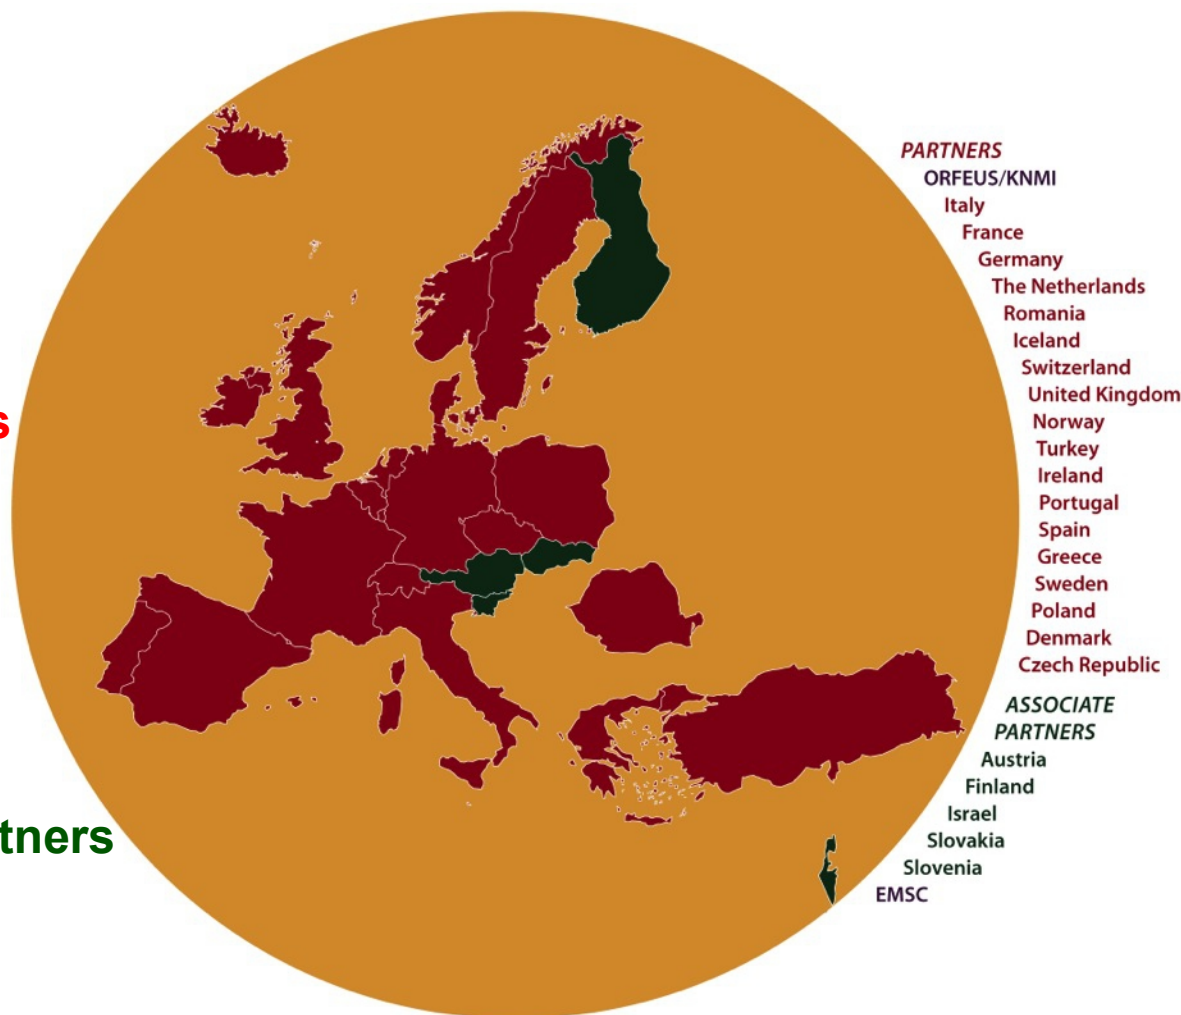 PARTNERS
ORFEUS/KNMI
Italy
France
Germany
The Netherlands
Romania
Iceland
Switzerland
United Kingdom
Norway
Turkey
Ireland
Portugal
Spain
Greece
Sweden
Poland
Denmark
Czech Republic
ASSOCIATE
PARTNERS
Austria
Finland
Israel
Slovakia
Slovenia
EMSC
s
tners